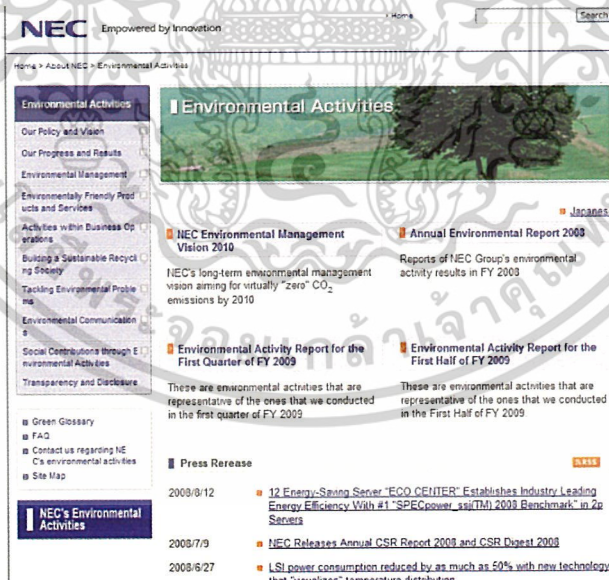 NEC Empowered by Innovation
Home
Search
Home > About NEC > Environmental Activities
Environmental Activities
Our Policy and Vision
Our Progress and Results
Environmental Management
Environmentally Friendly Prod
ucts and Services
Activities within Business Op
erations
Building a Sustainable Recycli
ng Society
Tackling Environmental Proble
ms
Environmental Communication
s
Social Contributions through E
nvironmental Activities
Transparency and Disclosure
Green Glossary
FAQ
Contact us regarding NE
C's environmental activities
Site Map
NEC's Environmental
Activities
Environmental Activities
Japanes
NEC Environmental Management
Vision 2010
NEC's long-term environmental management
vision aiming for virtually "zero" CO2
emissions by 2010
Annual Environmental Report 2008
Reports of NEC Group's environmental
activity results in FY 2008
Environmental Activity Report for the
First Quarter of FY 2009
These are environmental activities that are
representative of the ones that we conducted
in the first quarter of FY 2009
Environmental Activity Report for the
First Half of FY 2009
These are environmental activities that are
representative of the ones that we conducted
in the First Half of FY 2009
Press Rerease
RSS
2008/8/12
12 Energy-Saving Server "ECO CENTER" Establishes Industry Leading
Energy Efficiency With #1 "SPECpower_ssj(TM) 2008 Benchmark" in 2p
Servers
2008/7/9
NEC Releases Annual CSR Report 2008 and CSR Digest 2008
2008/6/27
LSI power consumption reduced by as much as 50% with new technology
that "visualizes" temperature distribution